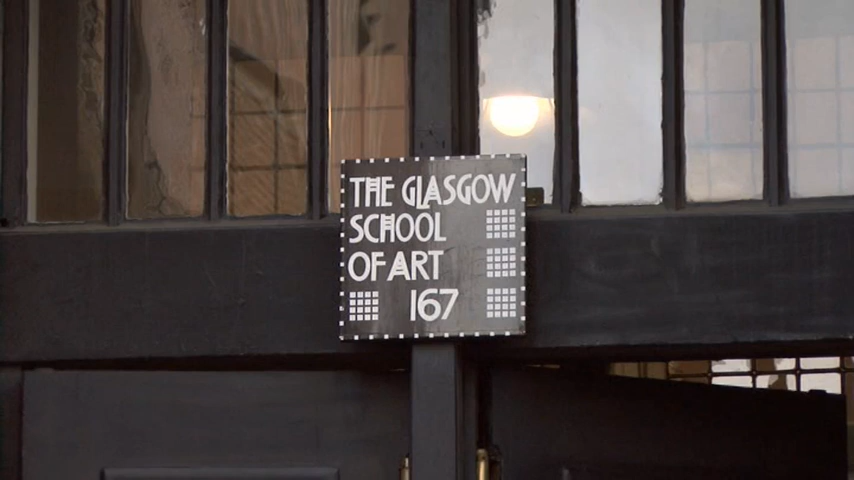 THE GLASGOW
SCHOOL
OF ART
167